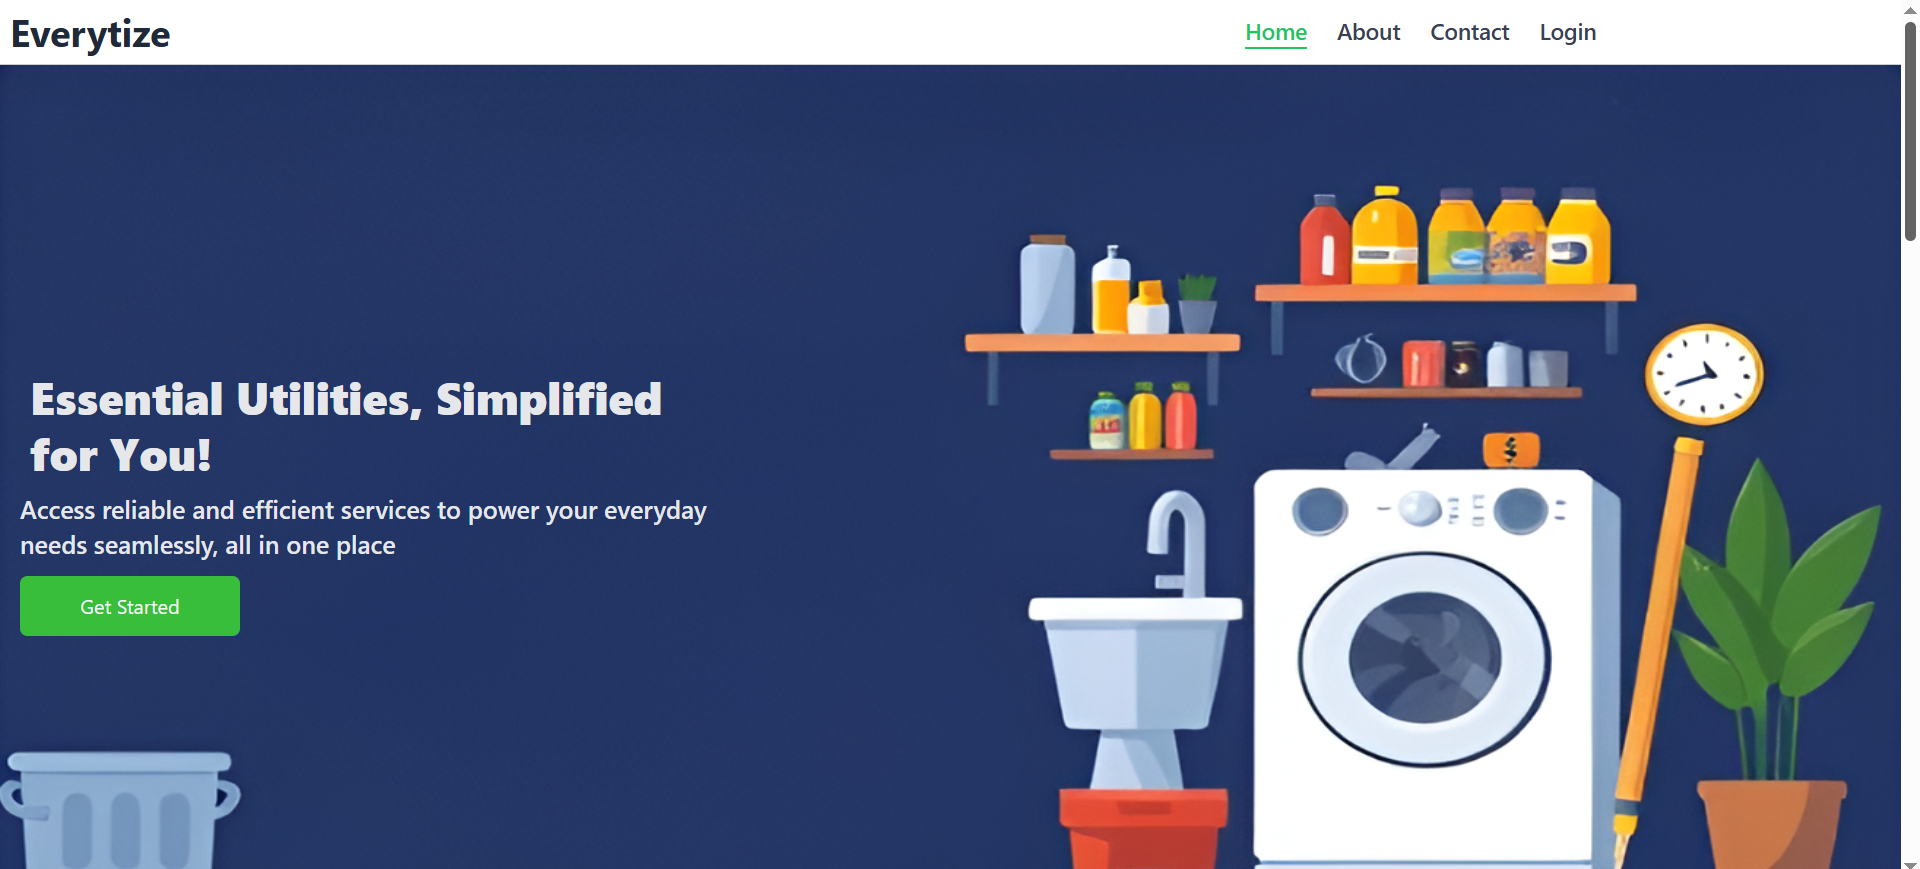 Everytize
Home About Contact Login
Essential Utilities, Simplified
for You!
Access reliable and efficient services to power your everyday
needs seamlessly, all in one place
Get Started